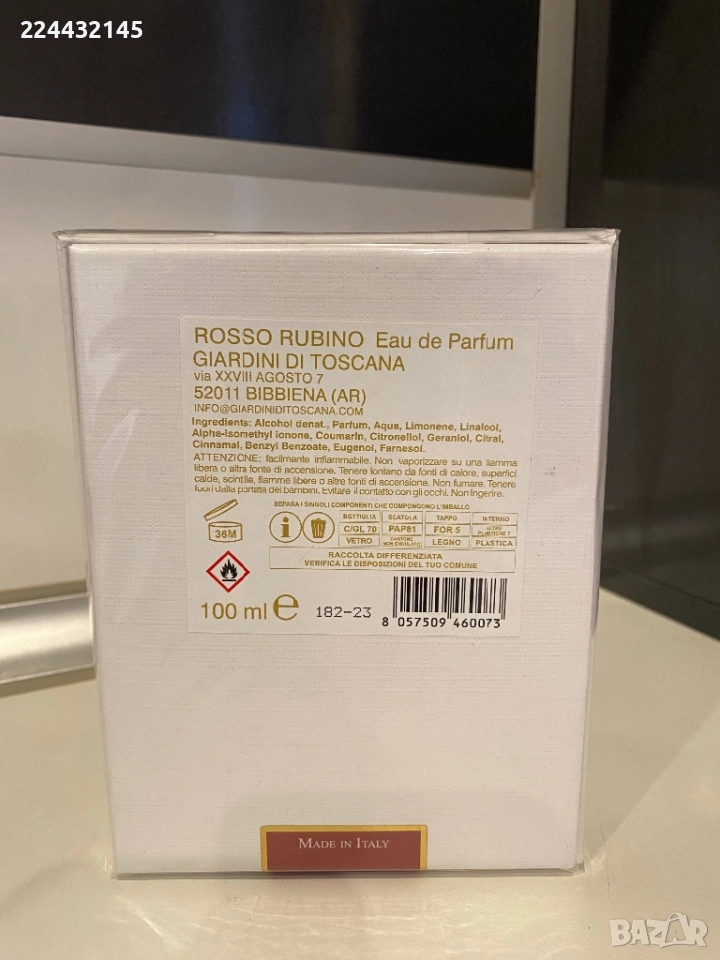 224432145
ROSSO RUBINO Eau de Parfum
GIARDINI DI TOSCANA
via XXVIII AGOSTO 7
52011 BIBBIENA (AR)
INFO@GIARDINIDITOSCANA.COM
Ingredients: Alcohol denat., Parfum, Aqua, Limonene, Linalool,
Alpha-Isomethyl ionone, Coumarin, Citronellol, Geraniol, Citral,
Cinnamal, Benzyl Benzoate, Eugenol, Farnesol.
ATTENZIONE: facilmente infiammabile. Non vaporizzare su una fiamma
libera o altra fonte di accensione. Tenere lontano da fonti di calore, superfici
calde, scintille, fiamme libere o altre fonti di accensione. Non fumare. Tenere
fuori dalla portata dei bambini. Evitare il contatto con gli occhi. Non ingerire.
SEPARA I SINGOLI COMPONENTI CHE COMPONGONO L'IMBALLO
BOTTIGLIA SCATOLA TAPPO INTERNO
36M C/GL 70 PAP81 FOR 5 ALTRE PLASTICHE 7
VETRO CARTONE NON ONDULATO LEGNO PLASTICA
RACCOLTA DIFFERENZIATA
VERIFICA LE DISPOSIZIONI DEL TUO COMUNE
100 ml e 182-23
8 057509 460073
MADE IN ITALY
BAZAR